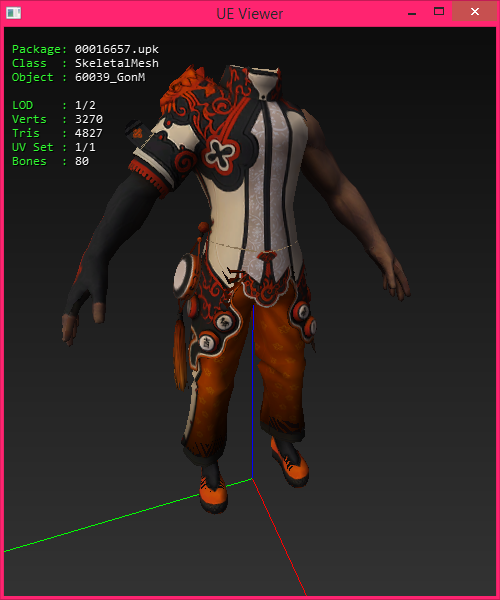 UE Viewer
Package: 00016657.upk
Class : SkeletalMesh
Object : 60039_GonM
LOD : 1/2
Verts : 3270
Tris : 4827
UV Set : 1/1
Bones : 80